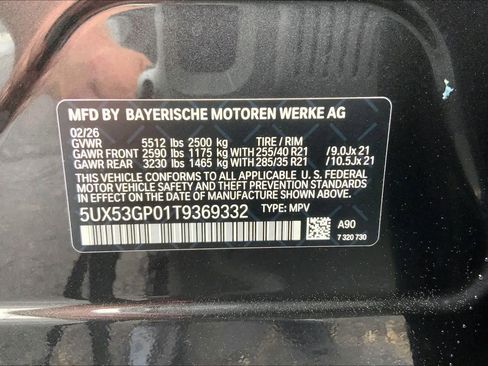 MFD BY BAYERISCHE MOTOREN WERKE AG
02/26
GVWR 5512 lbs 2500 kg TIRE / RIM
GAWR FRONT 2590 lbs 1175 kg WITH 255/40 R21 /9.0Jx 21
GAWR REAR 3230 lbs 1465 kg WITH 285/35 R21 /10.5Jx 21
THIS VEHICLE CONFORMS TO ALL APPLICABLE U.S. FEDERAL
MOTOR VEHICLE SAFETY, BUMPER, AND THEFT PREVENTION
STANDARDS IN EFFECT ON THE DATE OF MANUFACTURE SHOWN ABOVE.
5UX53GP01T9369332 TYPE: MPV
A90
7 320 730